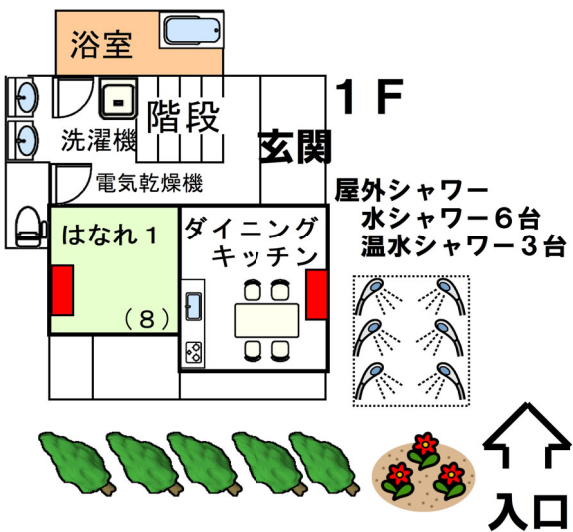 浴室
1F
階段
洗濯機
玄関
電気乾燥機
屋外シャワー
水シャワー6台
温水シャワー3台
はなれ1
(8)
ダイニング
キッチン
入口